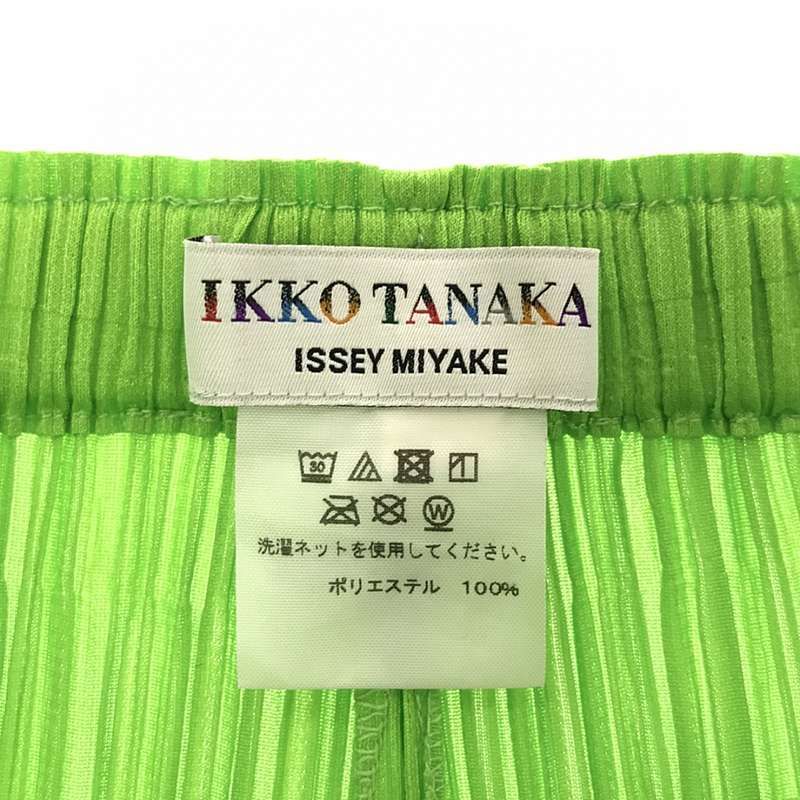 IKKO TANAKA
ISSEY MIYAKE
30
W
洗濯ネットを使用してください。
ポリエステル 100%